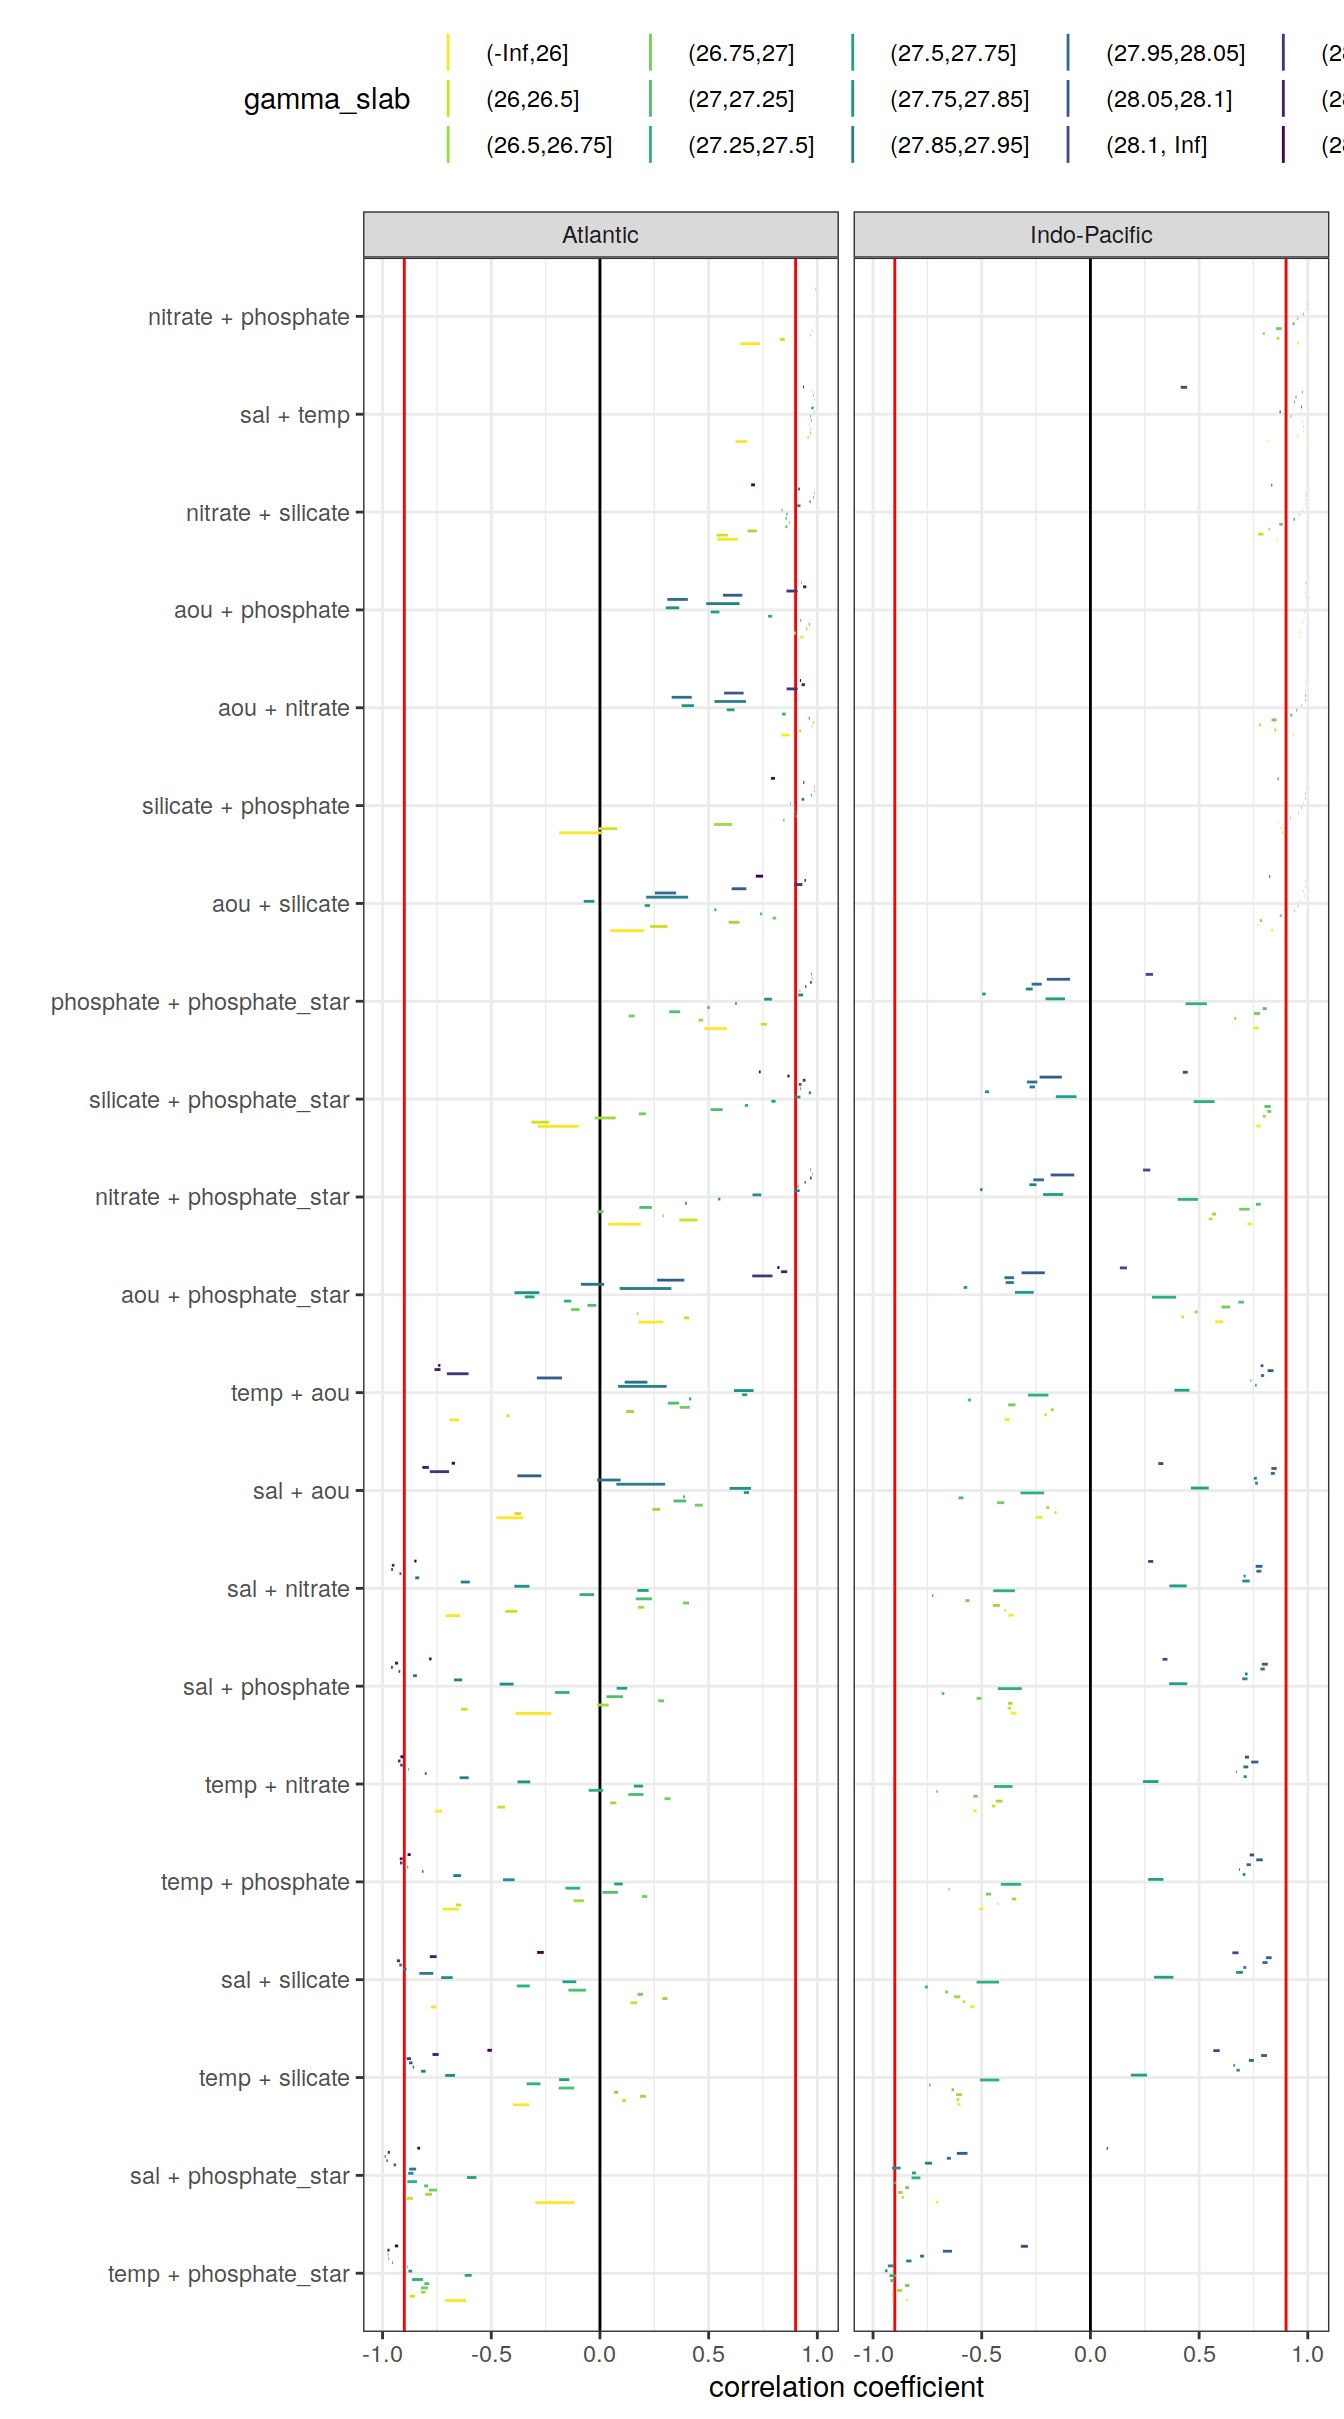 gamma_slab
(-Inf,26] (26.75,27] (27.5,27.75] (27.95,28.05]
(26,26.5] (27,27.25] (27.75,27.85] (28.05,28.1]
(26.5,26.75] (27.25,27.5] (27.85,27.95] (28.1, Inf]
Atlantic Indo-Pacific
nitrate + phosphate
sal + temp
nitrate + silicate
aou + phosphate
aou + nitrate
silicate + phosphate
aou + silicate
phosphate + phosphate_star
silicate + phosphate_star
nitrate + phosphate_star
aou + phosphate_star
temp + aou
sal + aou
sal + nitrate
sal + phosphate
temp + nitrate
temp + phosphate
sal + silicate
temp + silicate
sal + phosphate_star
temp + phosphate_star
-1.0 -0.5 0.0 0.5 1.0 -1.0 -0.5 0.0 0.5 1.0
correlation coefficient